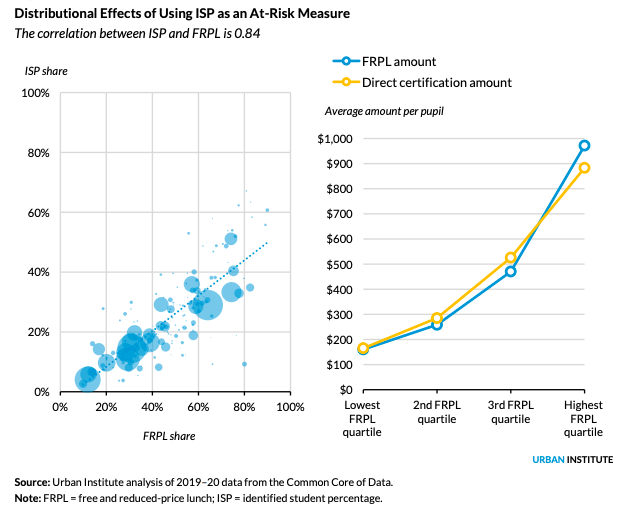 Distributional Effects of Using ISP as an At-Risk Measure
The correlation between ISP and FRPL is 0.84
ISP share
100%
80%
60%
40%
20%
0%
0% 20% 40% 60% 80% 100%
FRPL share
FRPL amount
Direct certification amount
Average amount per pupil
$1,000
$900
$800
$700
$600
$500
$400
$300
$200
$100
$0
Lowest FRPL quartile
2nd FRPL quartile
3rd FRPL quartile
Highest FRPL quartile
URBAN INSTITUTE
Source: Urban Institute analysis of 2019–20 data from the Common Core of Data.
Note: FRPL = free and reduced-price lunch; ISP = identified student percentage.